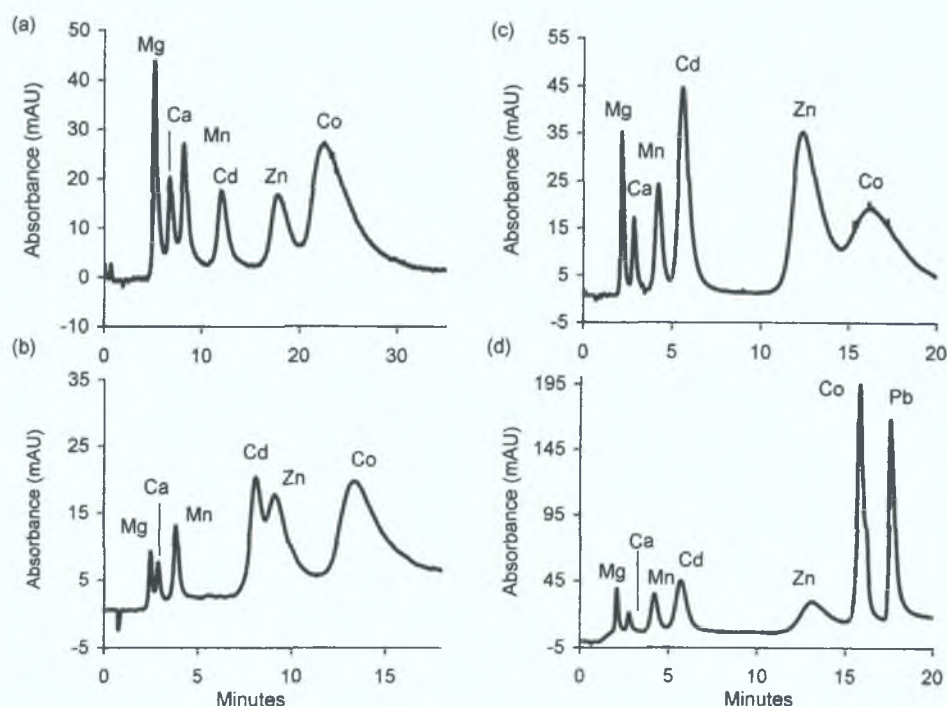 (a)
Absorbance (mAU)
50
40
30
20
10
0
-10
Mg
Ca
Mn
Cd
Zn
Co
0 10 20 30
(b)
Absorbance (mAU)
35
25
15
5
-5
Mg
Ca
Mn
Cd
Zn
Co
0 5 10 15
Minutes
(c)
Absorbance (mAU)
55
45
35
25
15
5
-5
Mg
Ca
Mn
Cd
Zn
Co
0 5 10 15 20
(d)
Absorbance (mAU)
195
145
95
45
-5
Mg
Ca
Mn
Cd
Zn
Co
Pb
0 5 10 15 20
Minutes